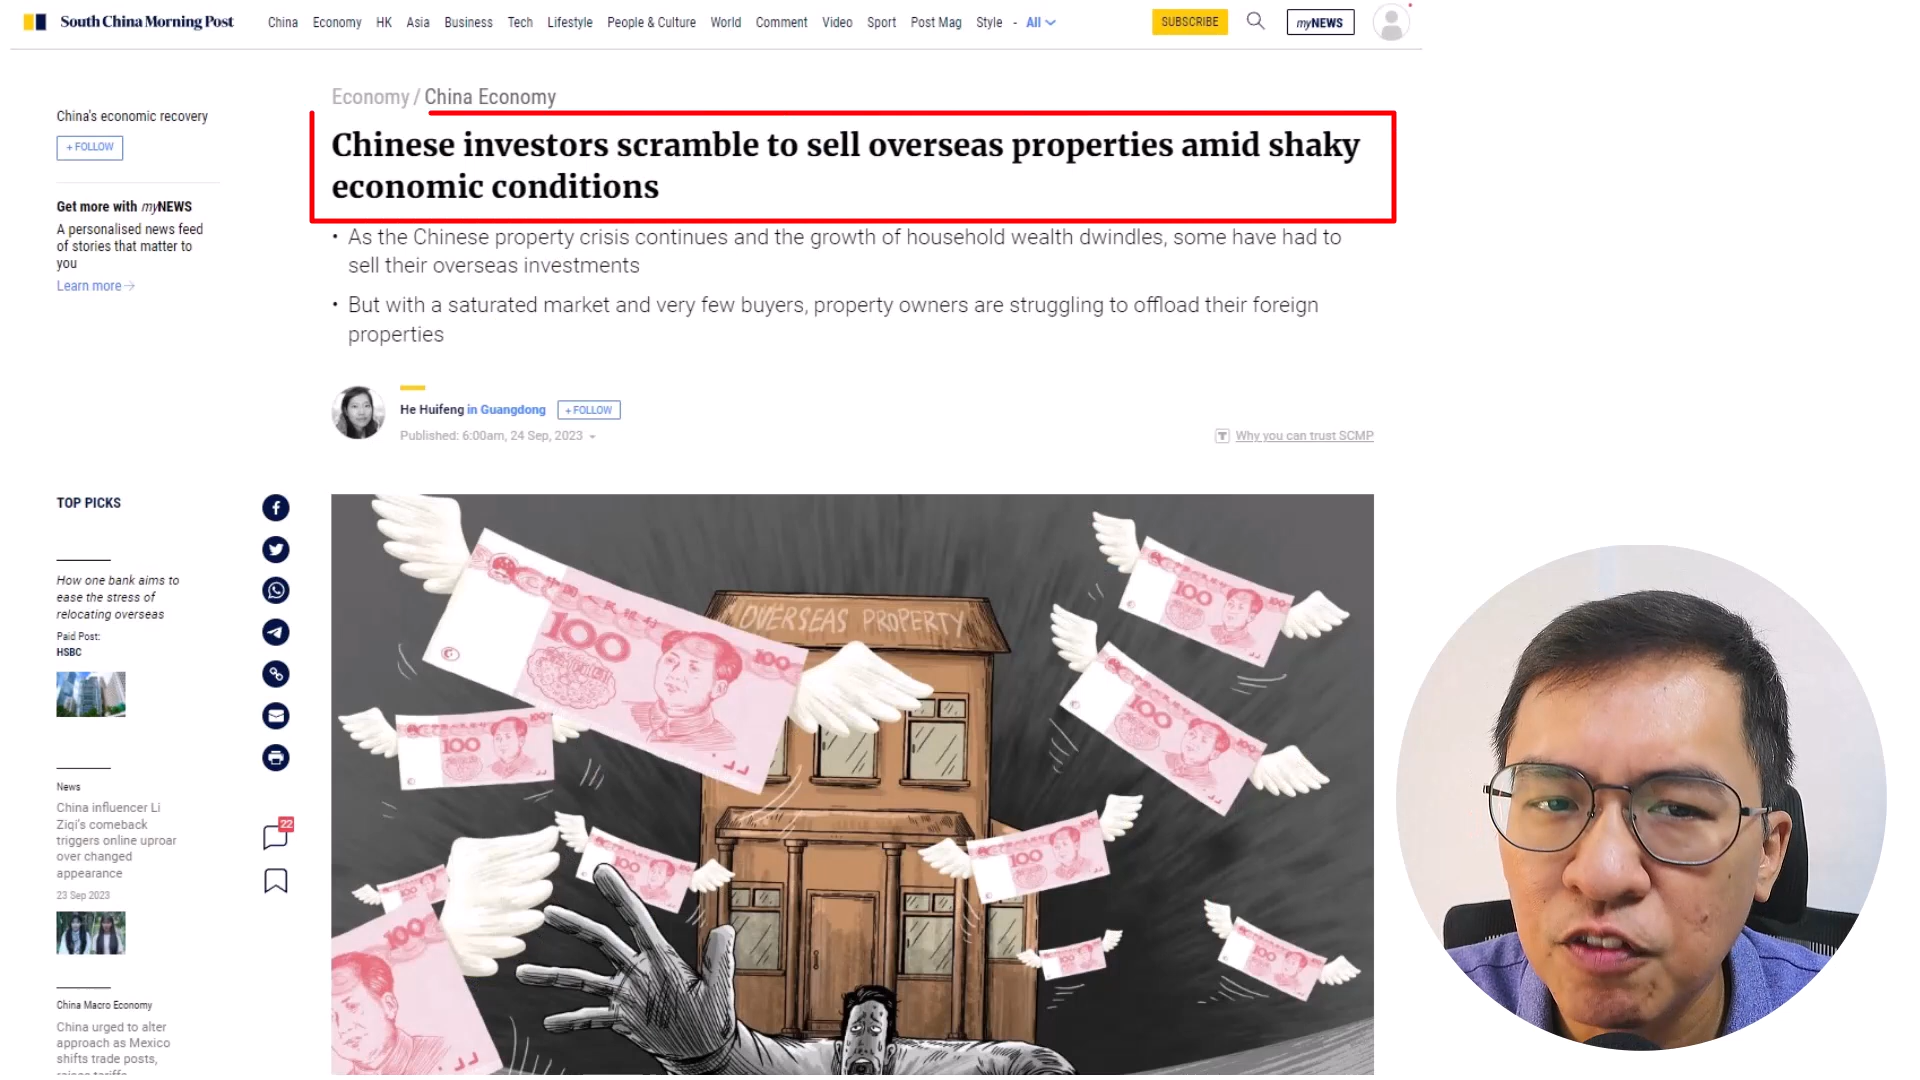 South China Morning Post
China Economy HK Asia Business Tech Lifestyle People & Culture World Comment Video Sport Post Mag Style - All
SUBSCRIBE
myNEWS
Economy / China Economy
Chinese investors scramble to sell overseas properties amid shaky
economic conditions
• As the Chinese property crisis continues and the growth of household wealth dwindles, some have had to
sell their overseas investments
• But with a saturated market and very few buyers, property owners are struggling to offload their foreign
properties
He Huifeng in Guangdong
+ FOLLOW
Published: 6:00am, 24 Sep, 2023
Why you can trust SCMP
China's economic recovery
+ FOLLOW
Get more with myNEWS
A personalised news feed
of stories that matter to
you
Learn more
TOP PICKS
How one bank aims to
ease the stress of
relocating overseas
Paid Post:
HSBC
News
China influencer Li
Ziqi's comeback
triggers online uproar
over changed
appearance
23 Sep 2023
China Macro Economy
China urged to alter
approach as Mexico
shifts trade posts,
raises tariffs
22
OVERSEAS PROPERTY
100
100
100
100
100
100
100
100
100
100